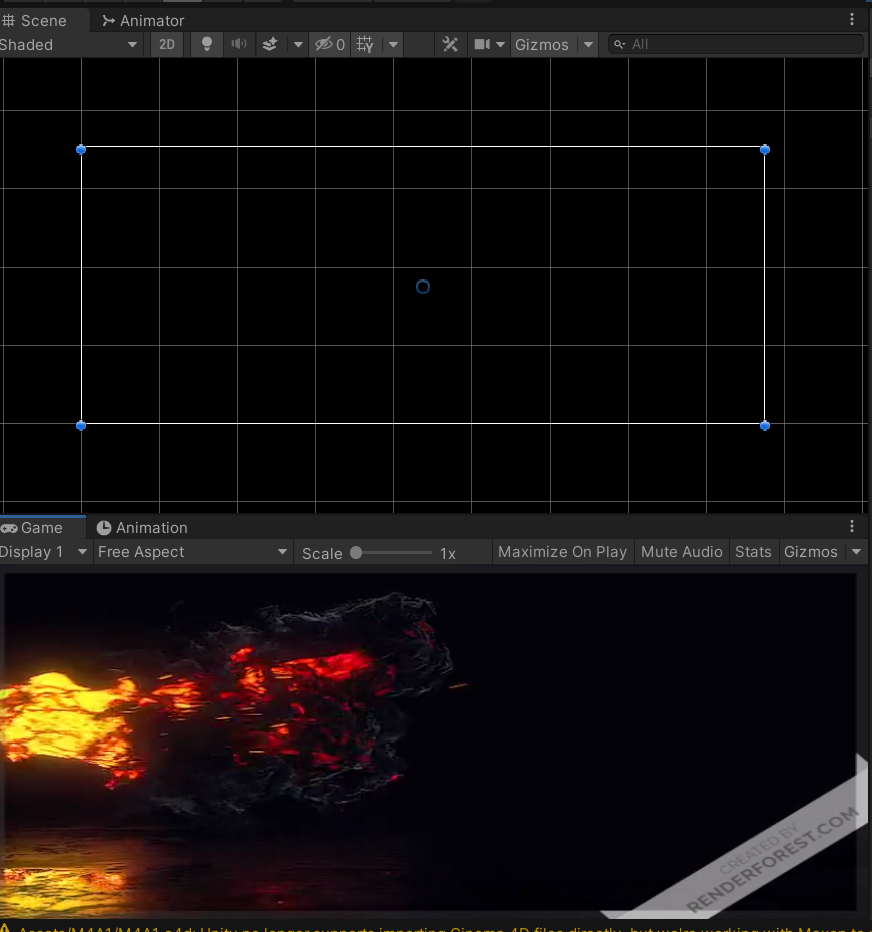 Scene
Animator
Shaded
2D
0
Gizmos
All
Game
Animation
Display 1
Free Aspect
Scale
1x
Maximize On Play
Mute Audio
Stats
Gizmos
CREATED BY
RENDERFOREST.COM
Assets/M4A1/M4A1.c4d: Unity no longer supports importing Cinema 4D files directly, but we're working with Maxon to